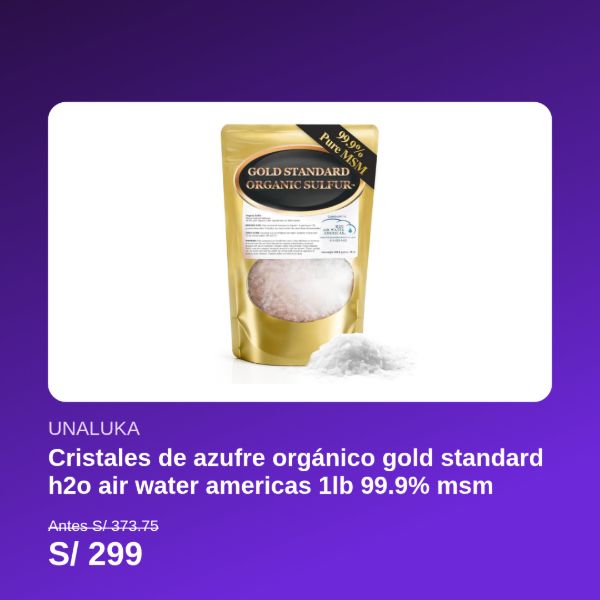 99.9%
Pure MSM
GOLD STANDARD
ORGANIC SULFUR
UNALUKA
Cristales de azufre orgánico gold standard
h2o air water americas 1lb 99.9% msm
Antes S/ 373.75
S/ 299